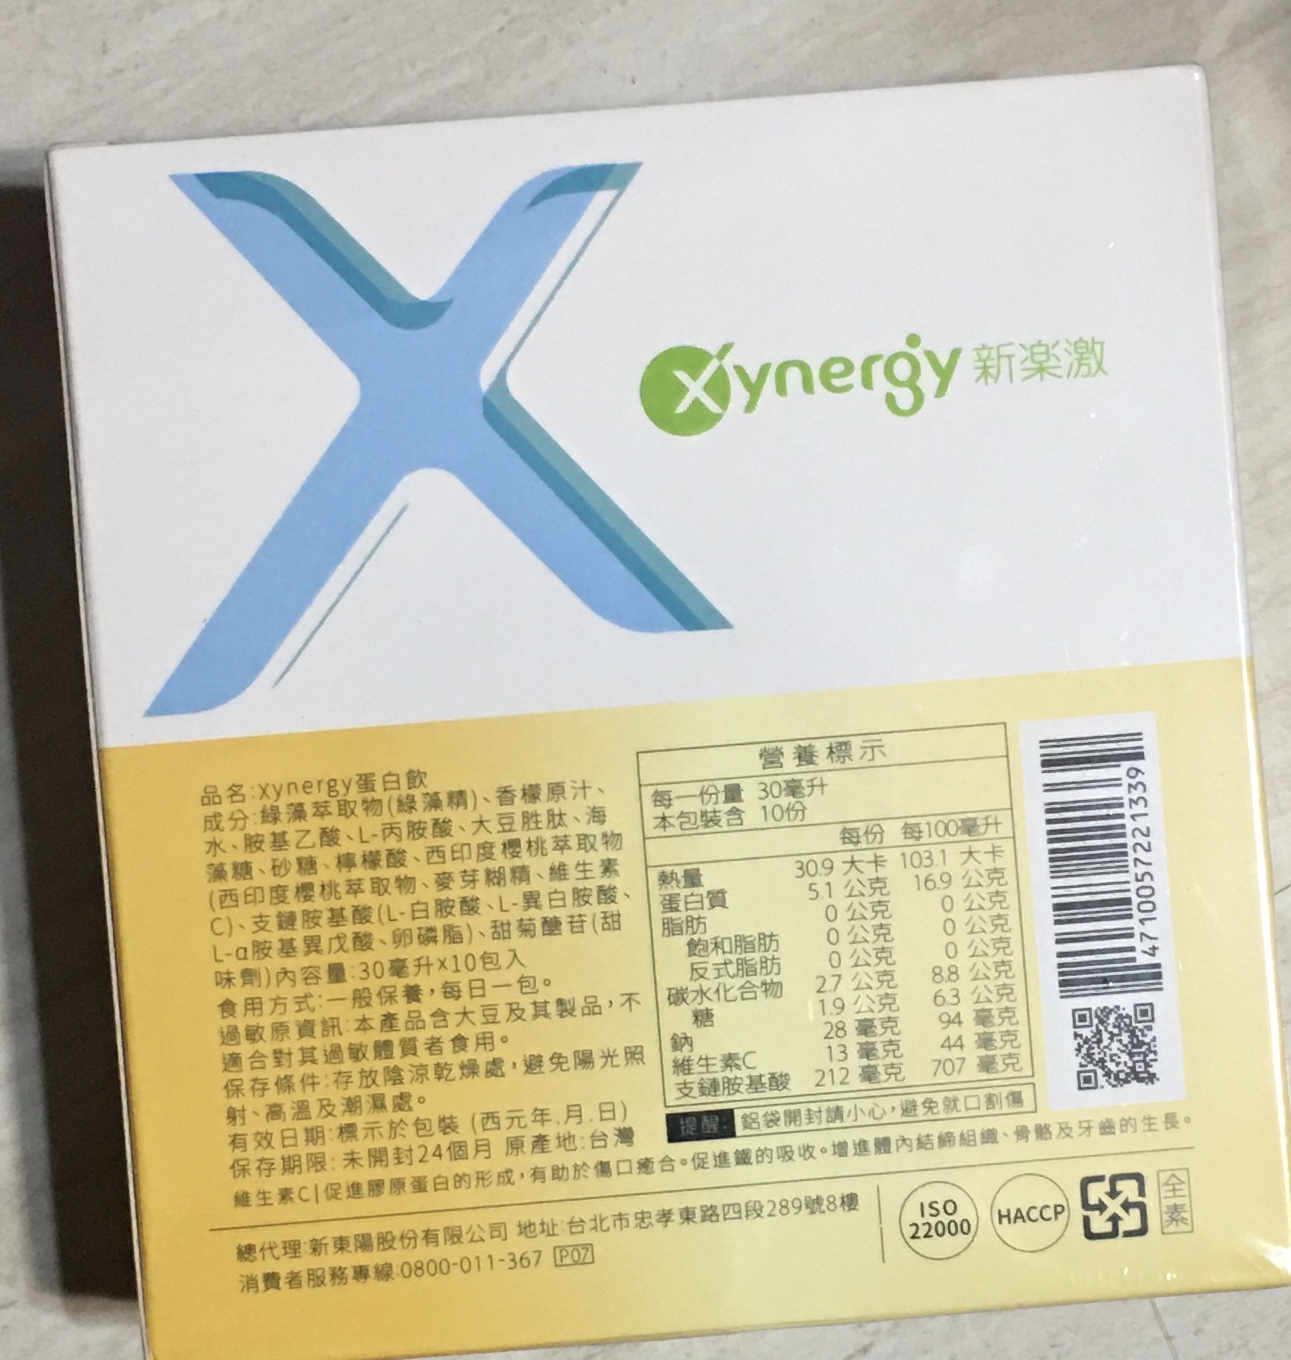 Xynergy 新楽激
品名:Xynergy蛋白飲
成分:綠藻萃取物(綠藻精)、香檬原汁、
水、胺基乙酸、L-丙胺酸、大豆胜肽、海
藻糖、砂糖、檸檬酸、西印度櫻桃萃取物
(西印度櫻桃萃取物、麥芽糊精、維生素
C)、支鏈胺基酸(L-白胺酸、L-異白胺酸、
L-α胺基異戊酸、卵磷脂)、甜菊醣苷(甜
味劑)內容量:30毫升×10包入
食用方式:一般保養,每日一包。
過敏原資訊:本產品含大豆及其製品,不
適合對其過敏體質者食用。
保存條件:存放陰涼乾燥處,避免陽光照
射、高溫及潮濕處。
有效日期:標示於包裝 (西元年.月.日)
保存期限:未開封24個月 原產地:台灣
營養標示
每一份量 30毫升
本包裝含 10份
每份 每100毫升
熱量 30.9 大卡 103.1 大卡
蛋白質 5.1 公克 16.9 公克
脂肪 0 公克 0 公克
飽和脂肪 0 公克 0 公克
反式脂肪 0 公克 0 公克
碳水化合物 2.7 公克 8.8 公克
糖 1.9 公克 6.3 公克
鈉 28 毫克 94 毫克
維生素C 13 毫克 44 毫克
支鏈胺基酸 212 毫克 707 毫克
提醒: 鋁袋開封請小心,避免就口割傷
4710057221339
維生素C|促進膠原蛋白的形成,有助於傷口癒合。促進鐵的吸收。增進體內結締組織、骨骼及牙齒的生長。
總代理:新東陽股份有限公司 地址:台北市忠孝東路四段289號8樓
消費者服務專線:0800-011-367 P07
ISO
22000
HACCP
全素